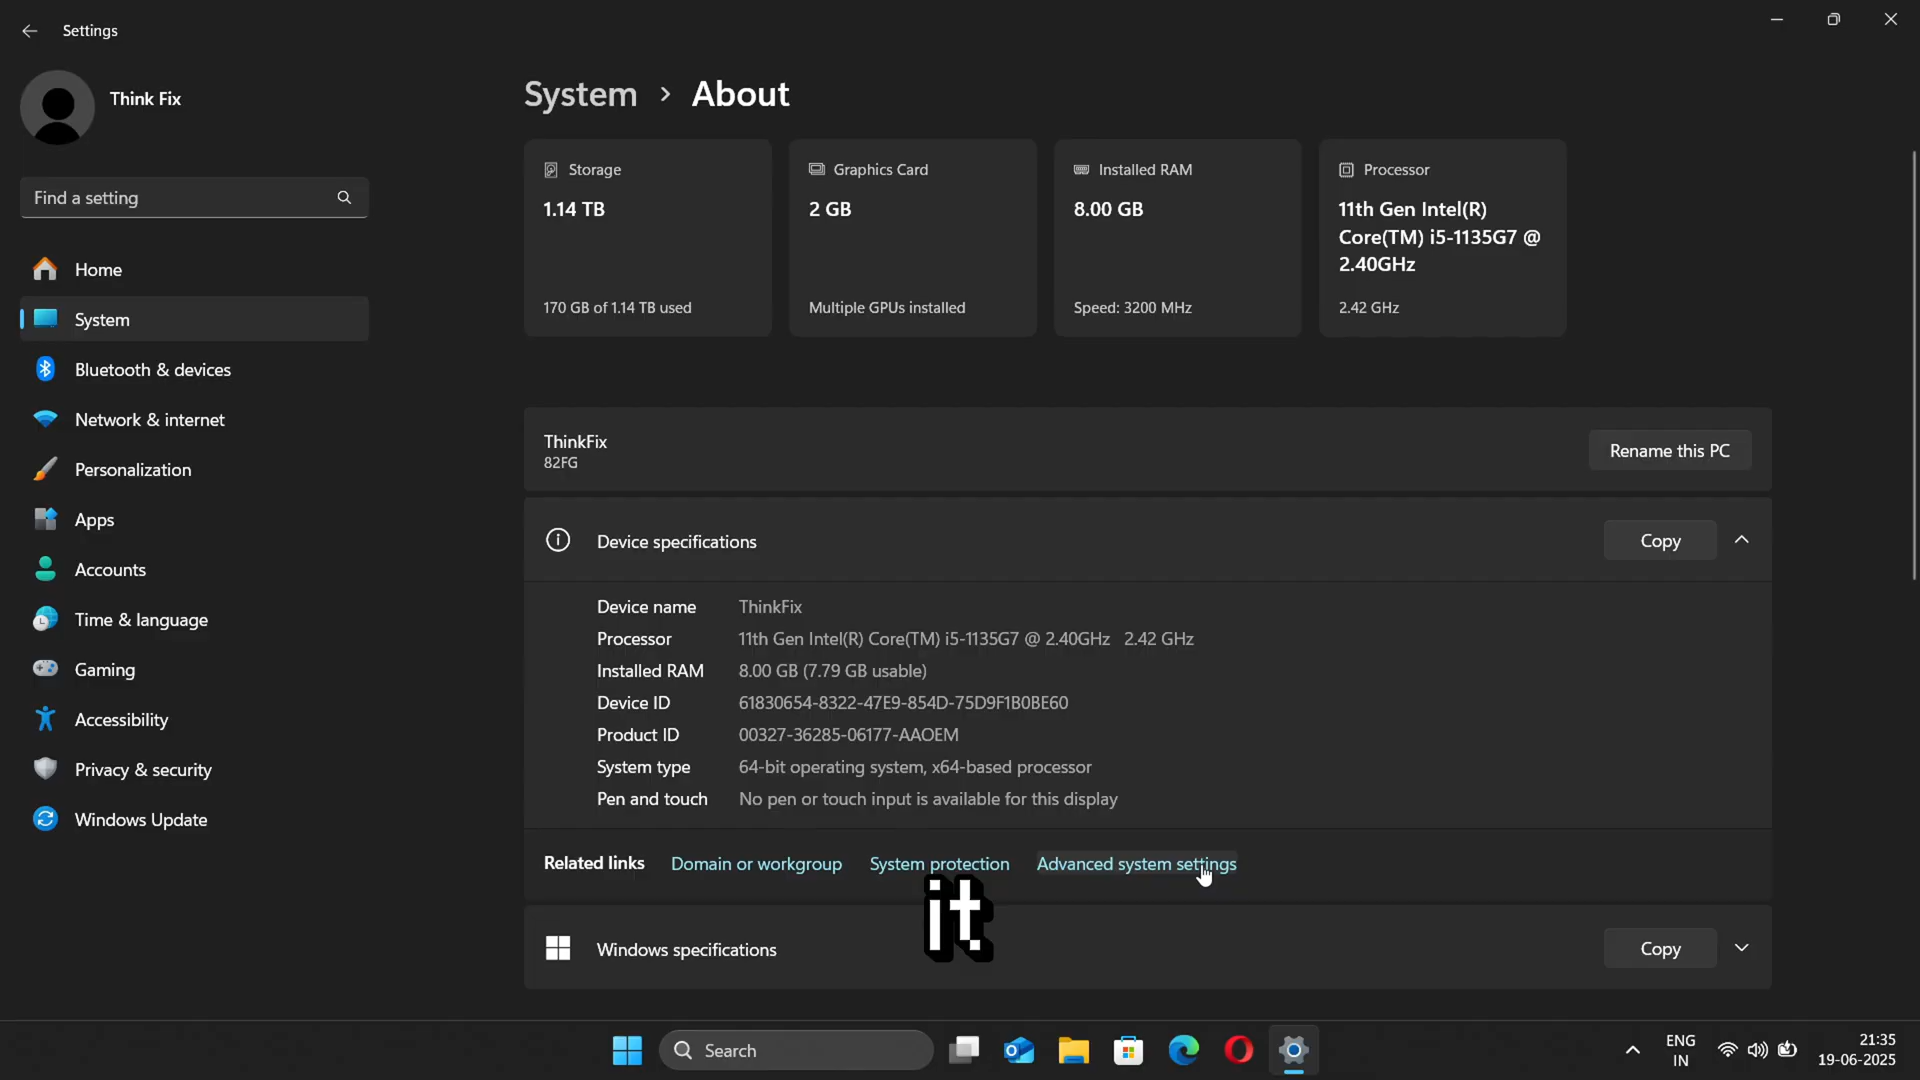 Settings
Think Fix
Find a setting
Home
System
Bluetooth & devices
Network & internet
Personalization
Apps
Accounts
Time & language
Gaming
Accessibility
Privacy & security
Windows Update
System > About
Storage
1.14 TB
170 GB of 1.14 TB used
Graphics Card
2 GB
Multiple GPUs installed
Installed RAM
8.00 GB
Speed: 3200 MHz
Processor
11th Gen Intel(R)
Core(TM) i5-1135G7 @
2.40GHz
2.42 GHz
ThinkFix
82FG
Rename this PC
Device specifications
Copy
Device name ThinkFix
Processor 11th Gen Intel(R) Core(TM) i5-1135G7 @ 2.40GHz 2.42 GHz
Installed RAM 8.00 GB (7.79 GB usable)
Device ID 61830654-8322-47E9-854D-75D9F1B0BE60
Product ID 00327-36285-06177-AAOEM
System type 64-bit operating system, x64-based processor
Pen and touch No pen or touch input is available for this display
Related links Domain or workgroup System protection Advanced system settings
it.
Windows specifications
Copy
Search
ENG
IN
21:35
19-06-2025